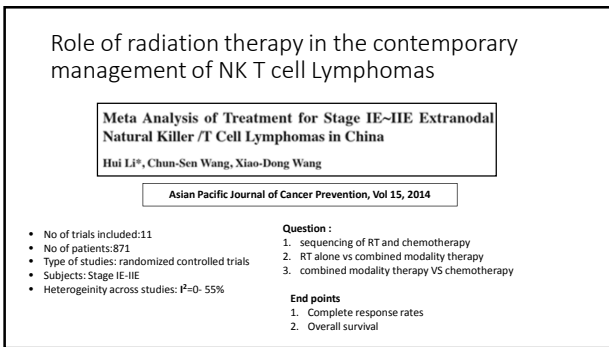 Role of radiation therapy in the contemporary
management of NK T cell Lymphomas
Meta Analysis of Treatment for Stage IE~IIE Extranodal
Natural Killer /T Cell Lymphomas in China
Hui Li*, Chun-Sen Wang, Xiao-Dong Wang
Asian Pacific Journal of Cancer Prevention, Vol 15, 2014
• No of trials included:11
• No of patients:871
• Type of studies: randomized controlled trials
• Subjects: Stage IE-IIE
• Heterogeinity across studies: I²=0- 55%
Question :
1. sequencing of RT and chemotherapy
2. RT alone vs combined modality therapy
3. combined modality therapy VS chemotherapy
End points
1. Complete response rates
2. Overall survival